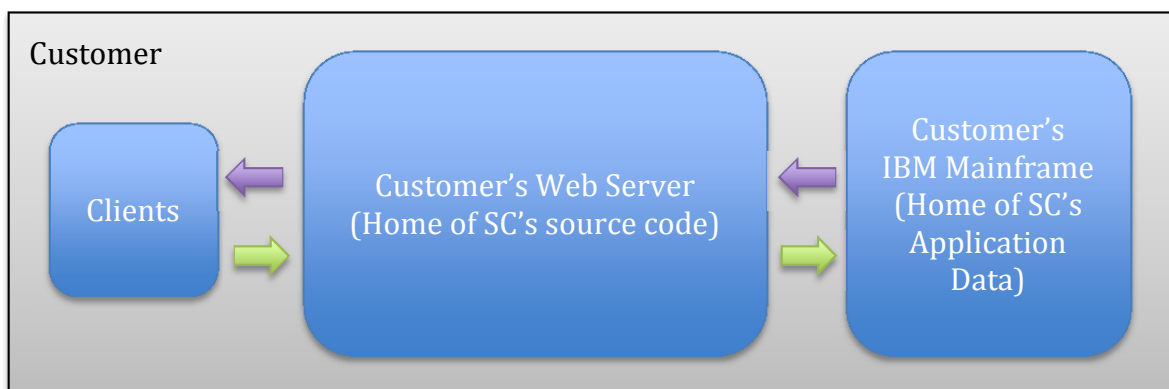 Customer
Clients
Customer’s Web Server
(Home of SC’s source code)
Customer’s
IBM Mainframe
(Home of SC’s
Application
Data)